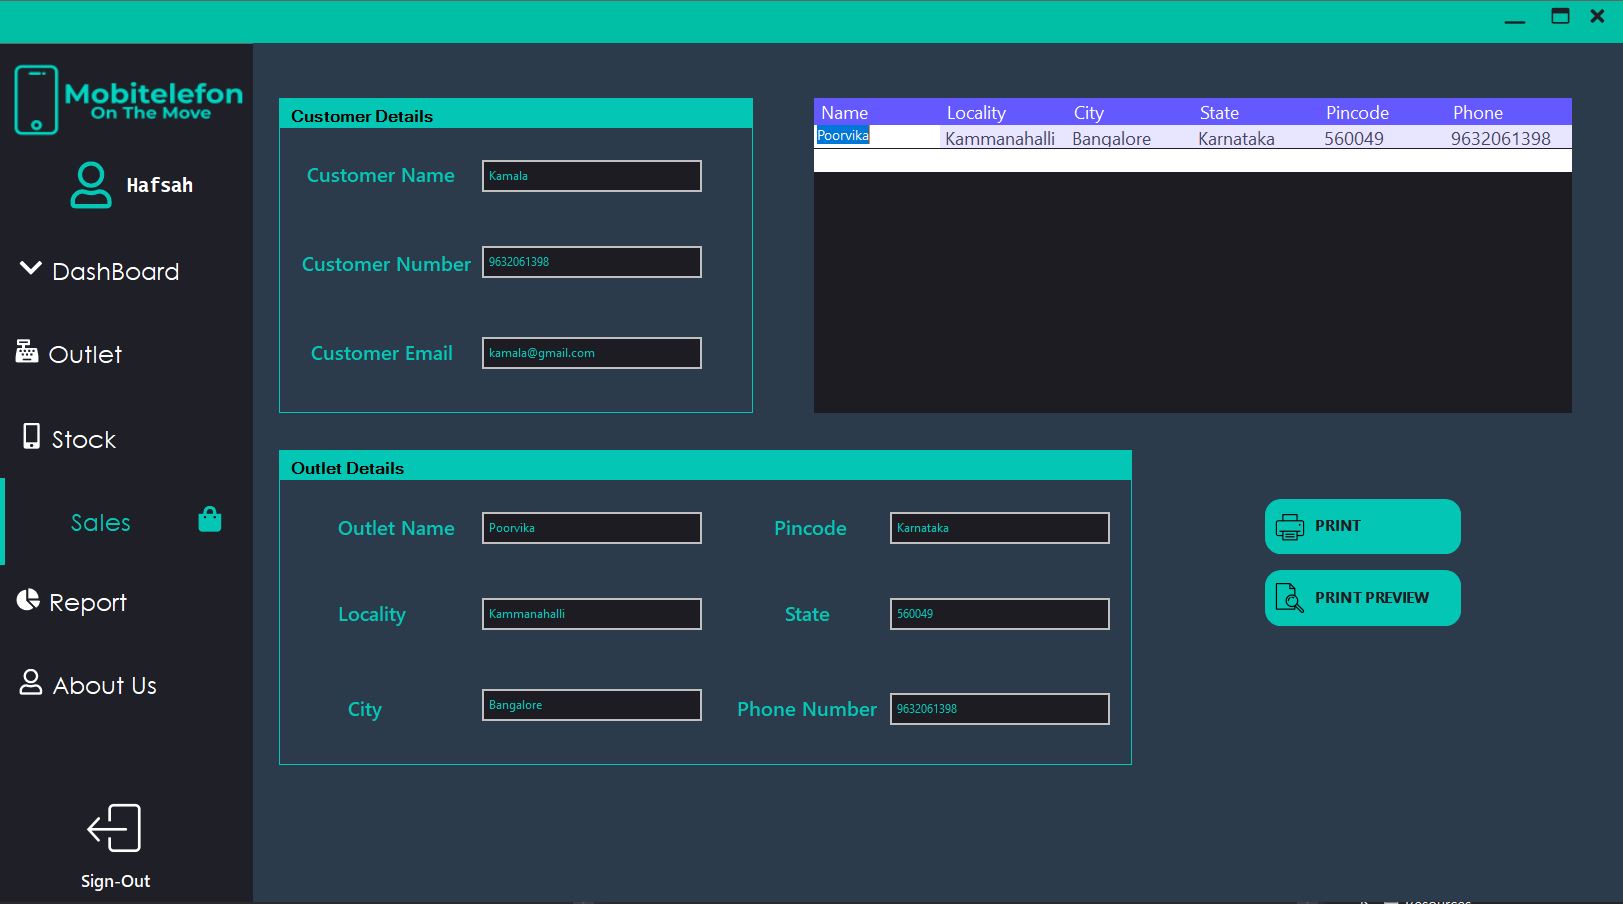 Mobitelefon
On The Move
Hafsah
DashBoard
Outlet
Stock
Sales
Report
About Us
Sign-Out
Customer Details
Customer Name Kamala
Customer Number 9632061398
Customer Email kamala@gmail.com
Name Locality City State Pincode Phone
Poorvika Kammanahalli Bangalore Karnataka 560049 9632061398
Outlet Details
Outlet Name Poorvika Pincode Karnataka
Locality Kammanahalli State 560049
City Bangalore Phone Number 9632061398
PRINT
PRINT PREVIEW